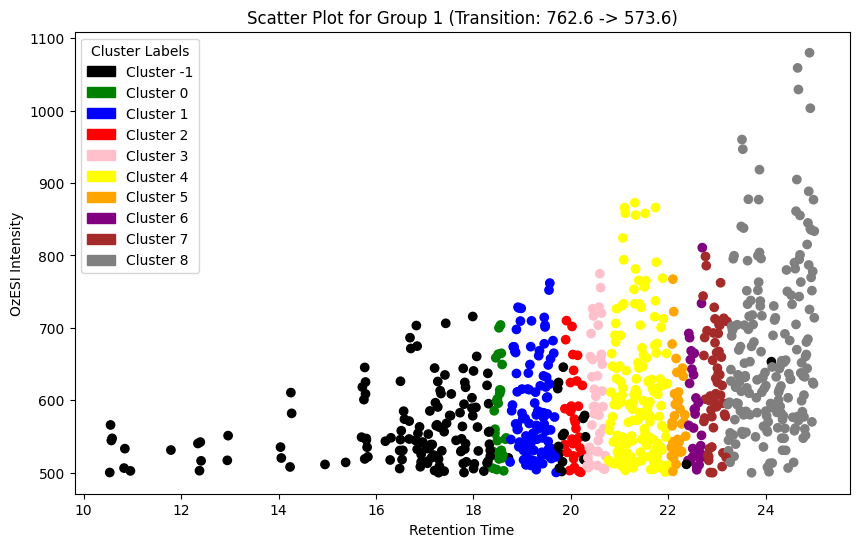 Scatter Plot for Group 1 (Transition: 762.6 -> 573.6)
Cluster Labels
Cluster -1
Cluster 0
Cluster 1
Cluster 2
Cluster 3
Cluster 4
Cluster 5
Cluster 6
Cluster 7
Cluster 8
OzESI Intensity
1100
1000
900
800
700
600
500
10 12 14 16 18 20 22 24
Retention Time